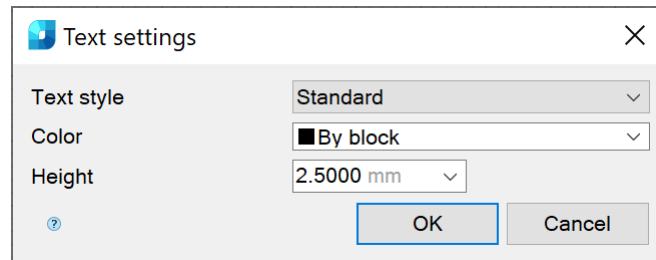 Text settings
Text style Standard
Color By block
Height 2.5000 mm
? OK Cancel